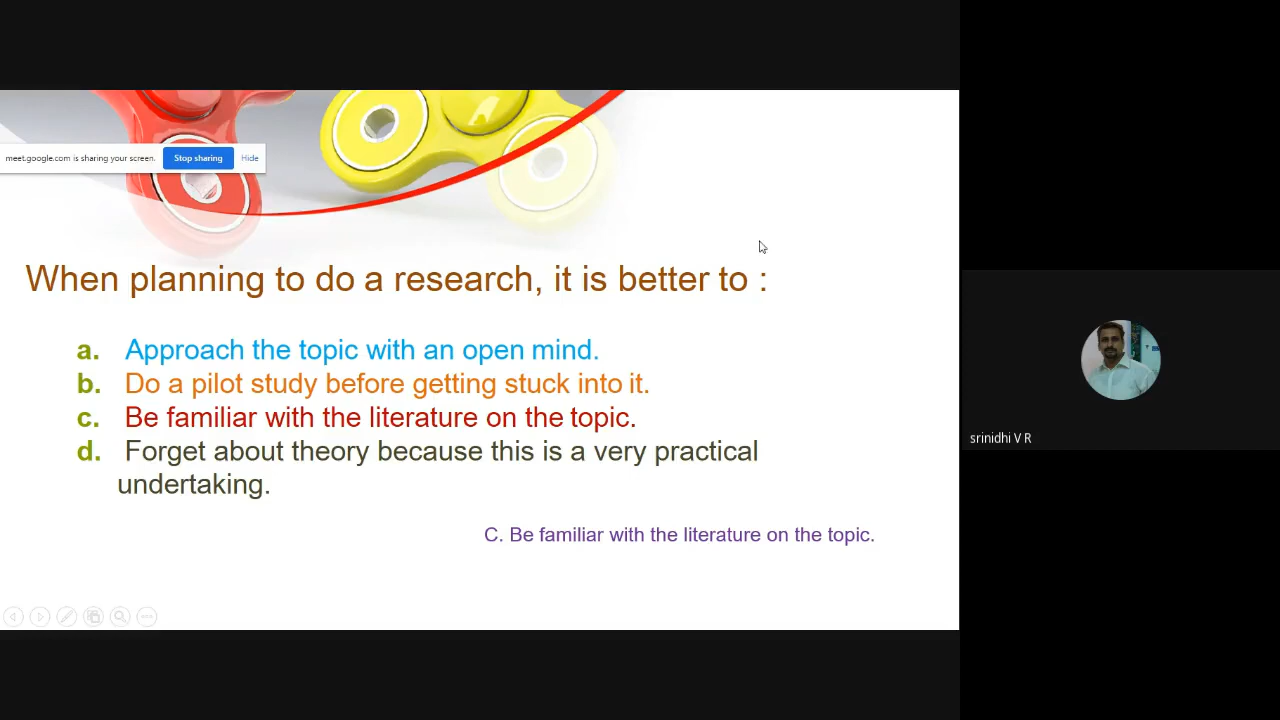 meet.google.com is sharing your screen. Stop sharing Hide
When planning to do a research, it is better to :
a. Approach the topic with an open mind.
b. Do a pilot study before getting stuck into it.
c. Be familiar with the literature on the topic.
d. Forget about theory because this is a very practical
undertaking.
C. Be familiar with the literature on the topic.
srinidhi V R